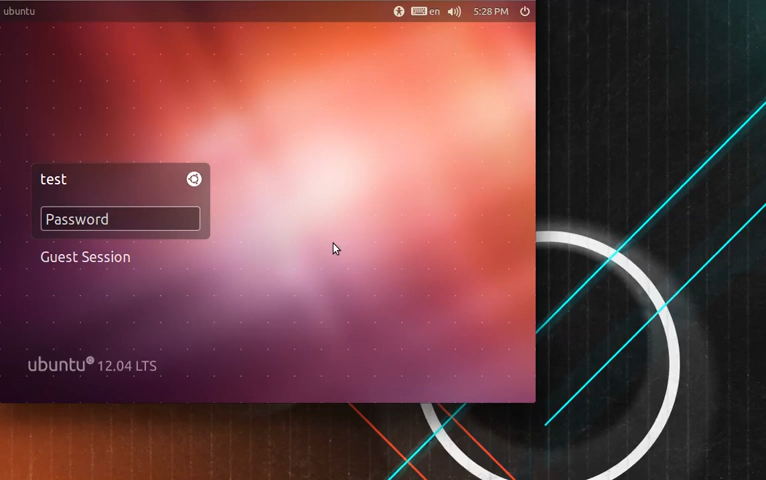 ubuntu
en
5:28 PM
test
Password
Guest Session
ubuntu 12.04 LTS